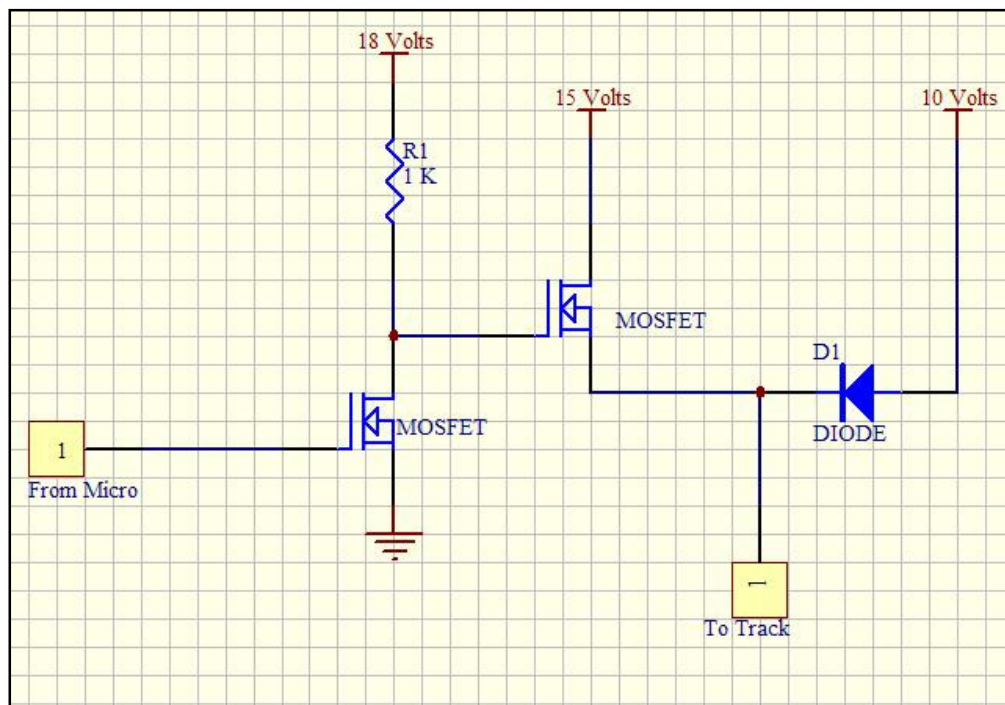 18 Volts
15 Volts
10 Volts
R1
1 K
MOSFET
D1
DIODE
MOSFET
1
From Micro
1
To Track